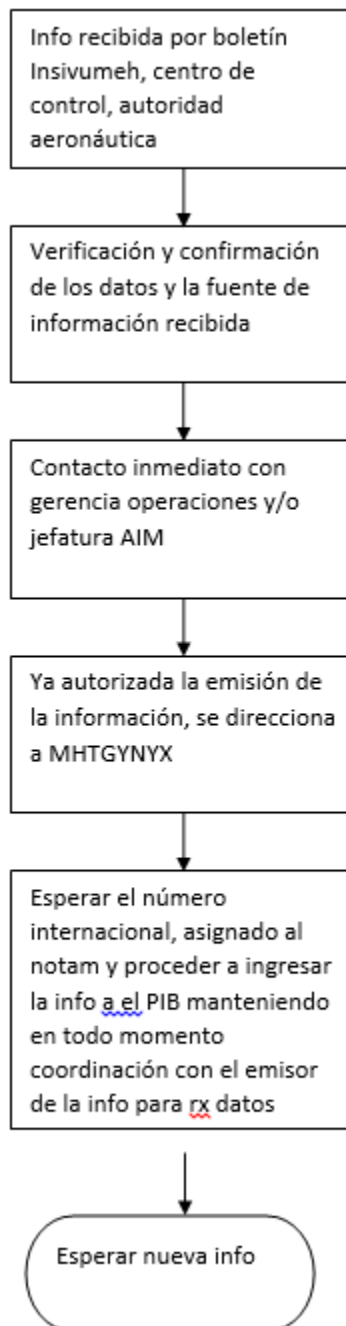 Info recibida por boletín
Insivumeh, centro de
control, autoridad
aeronáutica
Verificación y confirmación
de los datos y la fuente de
información recibida
Contacto inmediato con
gerencia operaciones y/o
jefatura AIM
Ya autorizada la emisión de
la información, se direcciona
a MHTGYNYX
Esperar el número
internacional, asignado al
notam y proceder a ingresar
la info a el PIB manteniendo
en todo momento
coordinación con el emisor
de la info para rx datos
Esperar nueva info